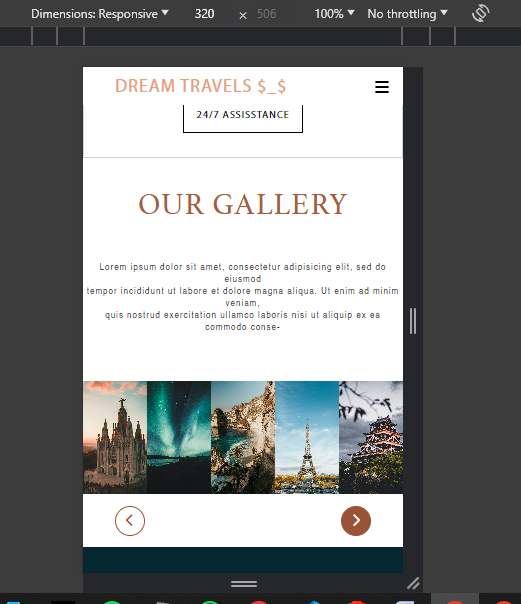 Dimensions: Responsive ▼ 320 × 506 100% ▼ No throttling ▼
DREAM TRAVELS $_$
24/7 ASSISSTANCE
OUR GALLERY
Lorem ipsum dolor sit amet, consectetur adipisicing elit, sed do
eiusmod
tempor incididunt ut labore et dolore magna aliqua. Ut enim ad minim
veniam,
quis nostrud exercitation ullamco laboris nisi ut aliquip ex ea
commodo conse-